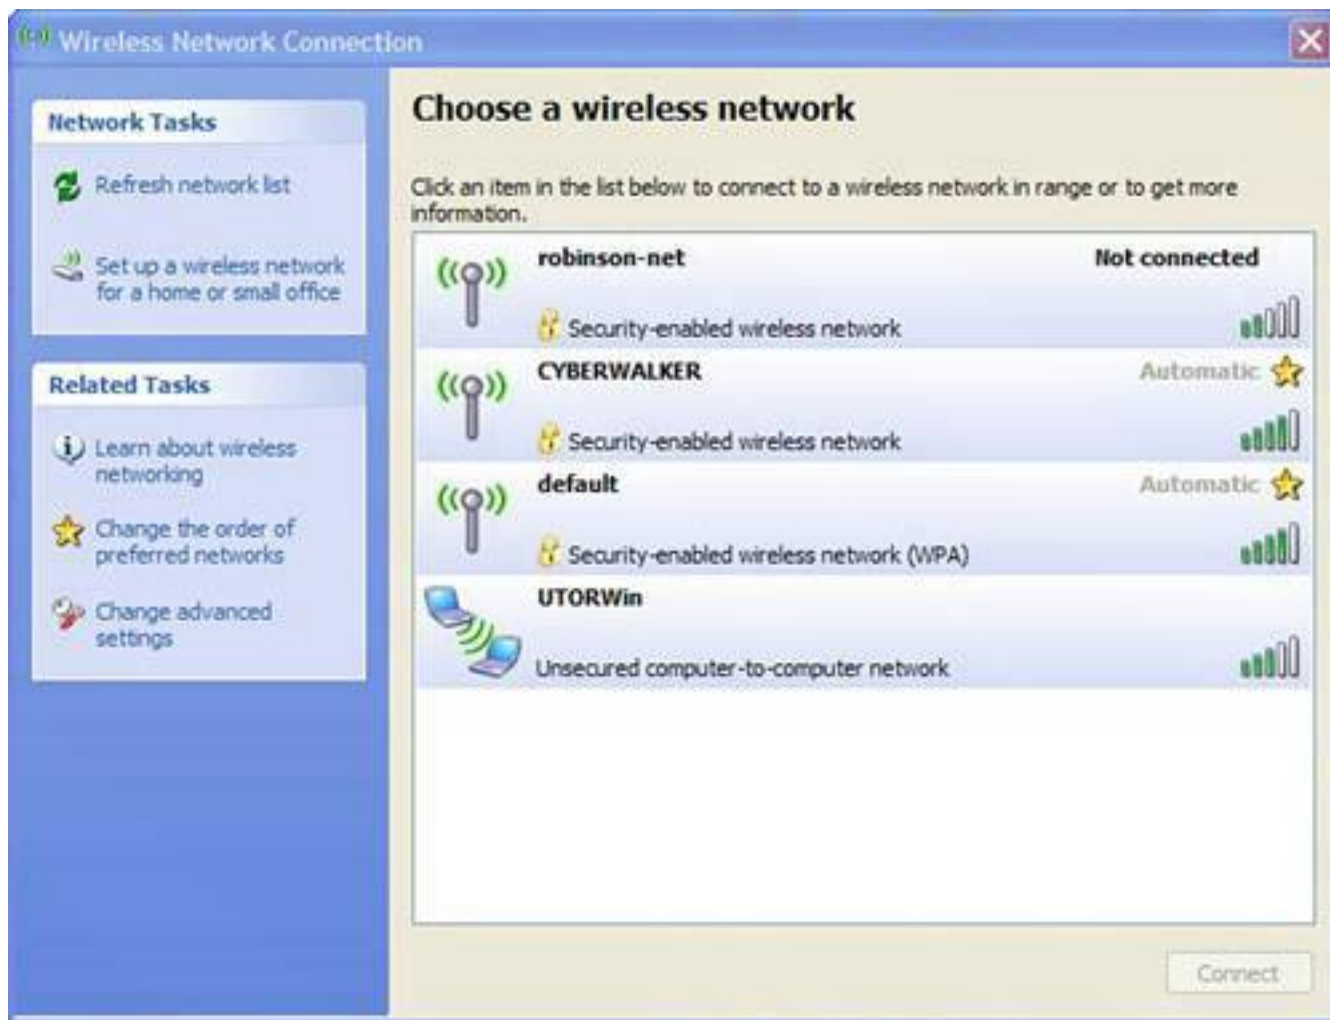 Wireless Network Connection
Network Tasks
Refresh network list
Set up a wireless network
for a home or small office
Related Tasks
Learn about wireless
networking
Change the order of
preferred networks
Change advanced
settings
Choose a wireless network
Click an item in the list below to connect to a wireless network in range or to get more
information.
robinson-net Not connected
Security-enabled wireless network
CYBERWALKER Automatic
Security-enabled wireless network
default Automatic
Security-enabled wireless network (WPA)
UTORWin
Unsecured computer-to-computer network
Connect